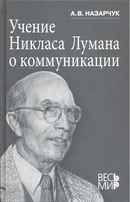 А. В. НАЗАРЧУК
Учение
Никласа Лумана
о коммуникации
ВЕСЬ
МИР